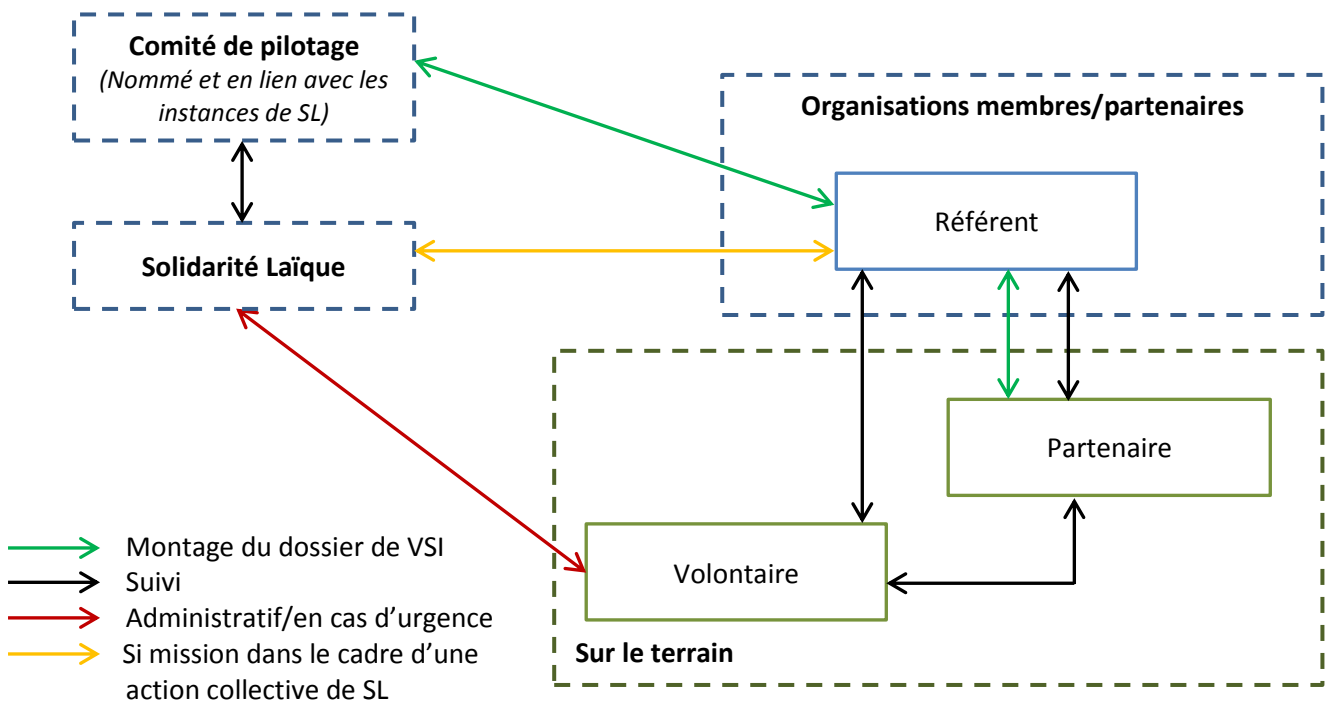 Comité de pilotage
(Nommé et en lien avec les
instances de SL)
Organisations membres/partenaires
Référent
Solidarité Laïque
Partenaire
Volontaire
Sur le terrain
Montage du dossier de VSI
Suivi
Administratif/en cas d’urgence
Si mission dans le cadre d’une
action collective de SL